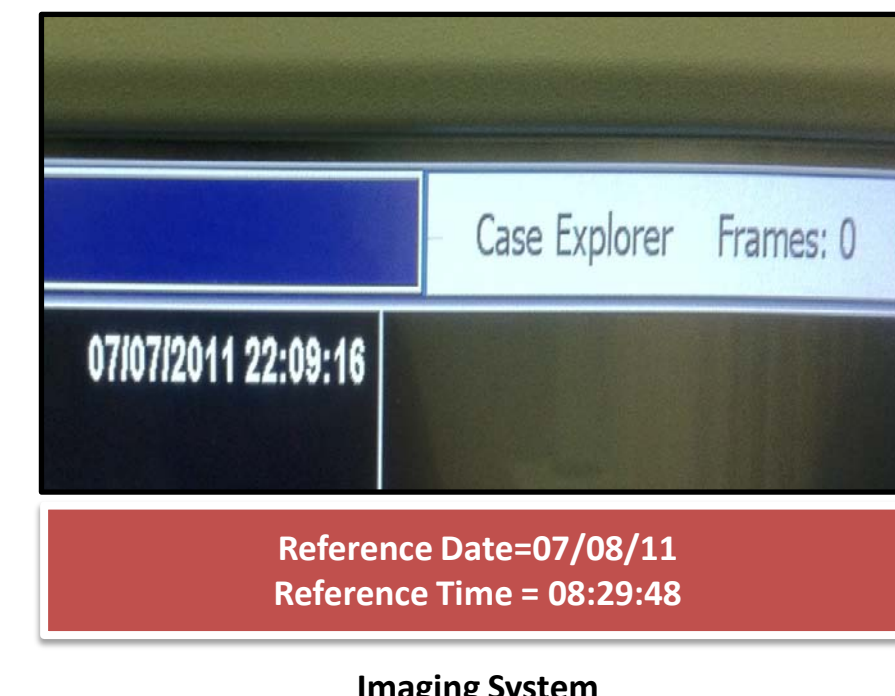 Case Explorer Frames: 0
07/07/2011 22:09:16
Reference Date=07/08/11
Reference Time = 08:29:48
Imaging System